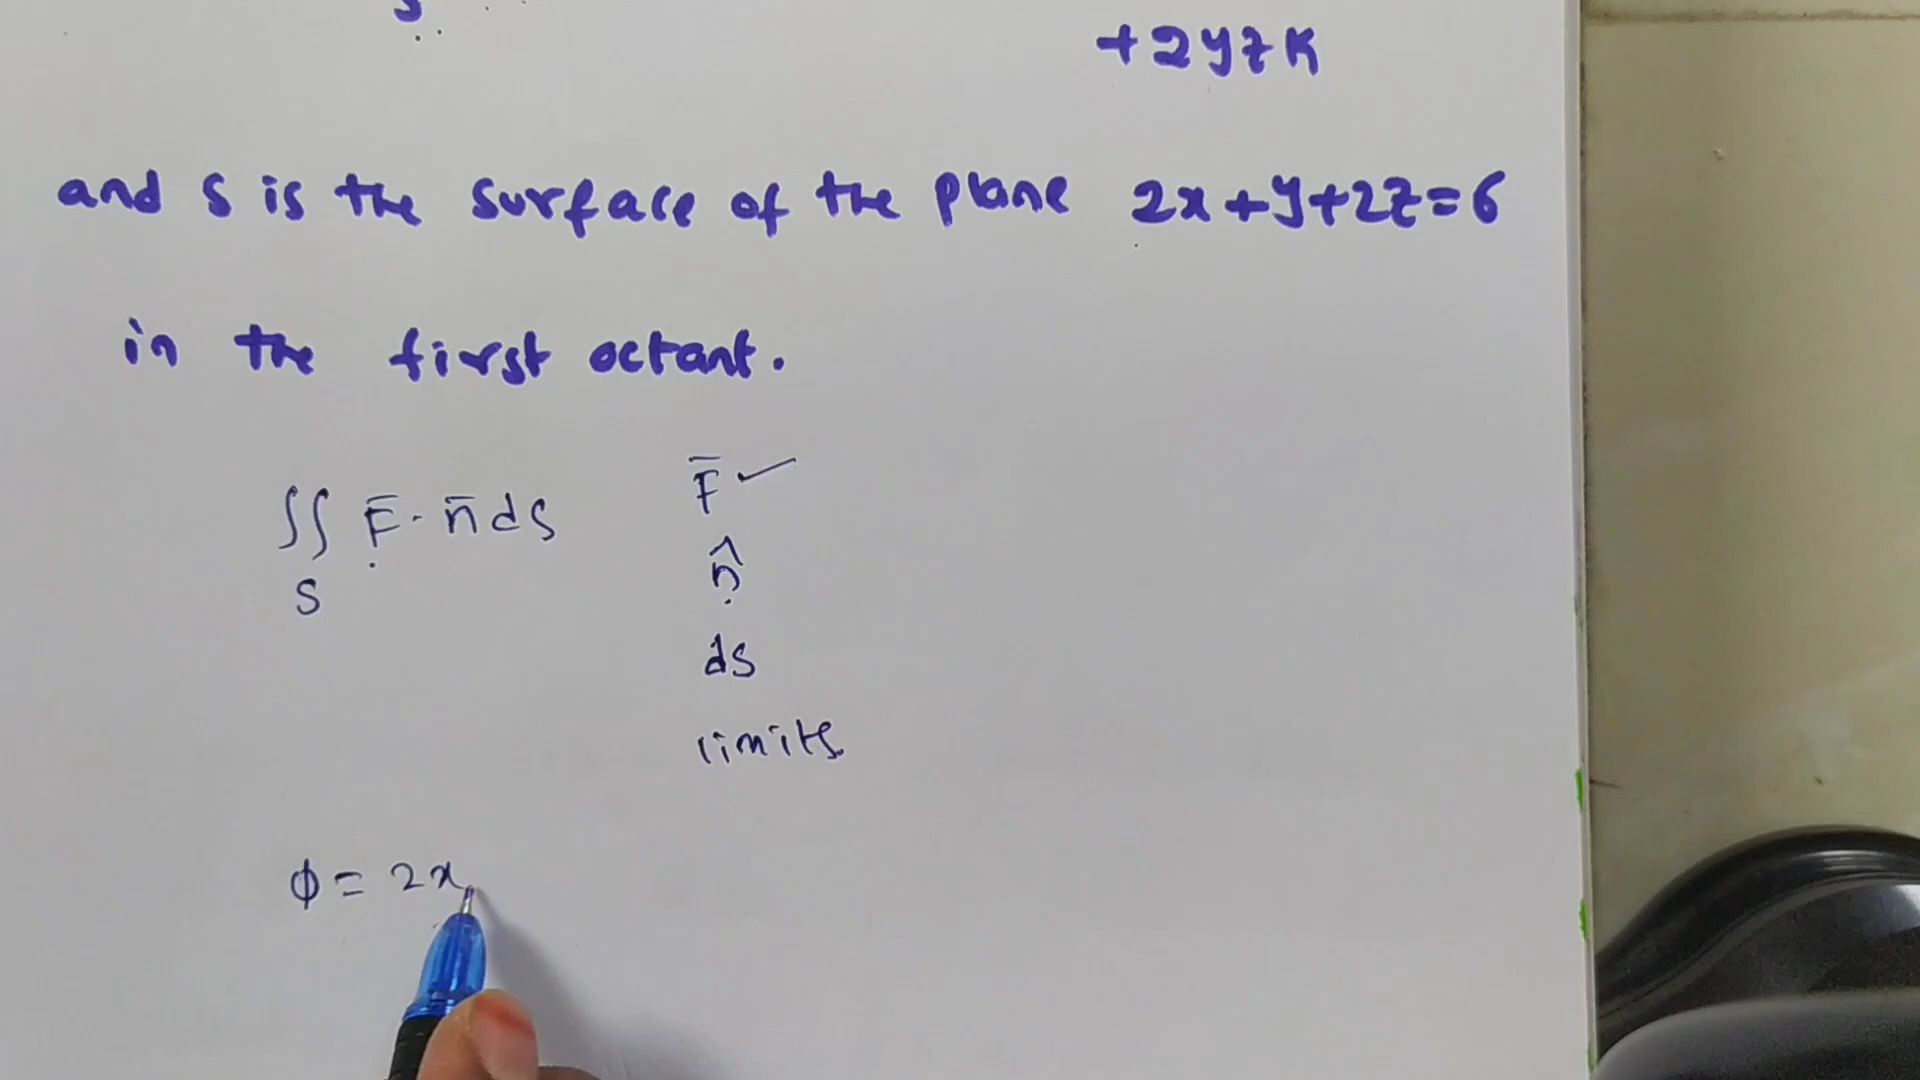 S
+2yzk
and S is the surface of the plane 2x+y+2z=6
in the first octant.
∬ F̄·n̄ ds
S
F̄ ✓
n̂
ds
limits
φ = 2x